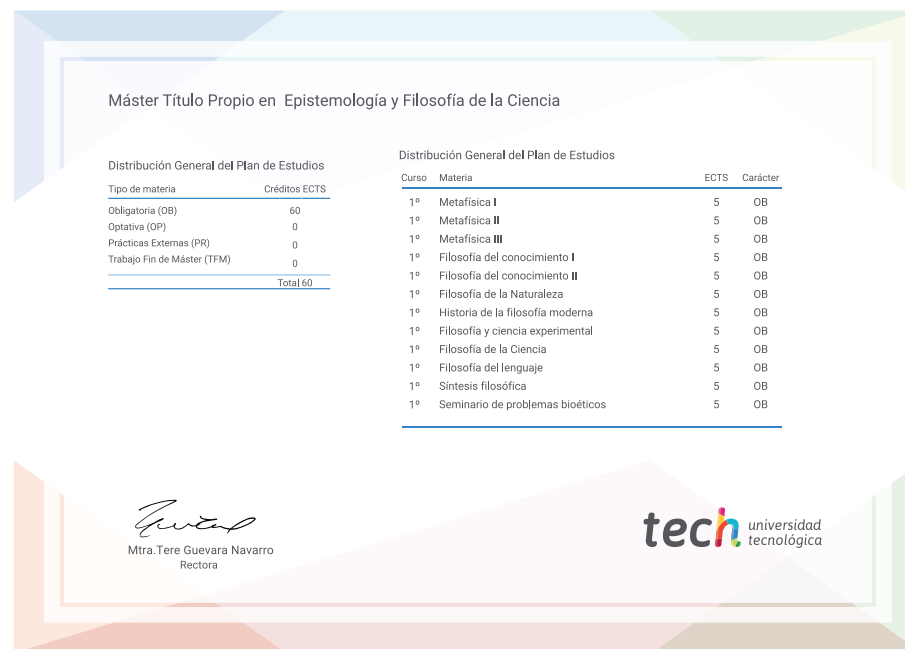 Máster Título Propio en Epistemología y Filosofía de la Ciencia
Distribución General del Plan de Estudios
Tipo de materia Créditos ECTS
Obligatoria (OB) 60
Optativa (OP) 0
Prácticas Externas (PR) 0
Trabajo Fin de Máster (TFM) 0
Total 60
Distribución General del Plan de Estudios
Curso Materia ECTS Carácter
1º Metafísica I 5 OB
1º Metafísica II 5 OB
1º Metafísica III 5 OB
1º Filosofía del conocimiento I 5 OB
1º Filosofía del conocimiento II 5 OB
1º Filosofía de la Naturaleza 5 OB
1º Historia de la filosofía moderna 5 OB
1º Filosofía y ciencia experimental 5 OB
1º Filosofía de la Ciencia 5 OB
1º Filosofía del lenguaje 5 OB
1º Síntesis filosófica 5 OB
1º Seminario de problemas bioéticos 5 OB
Mtra.Tere Guevara Navarro
Rectora
tech universidad
tecnológica